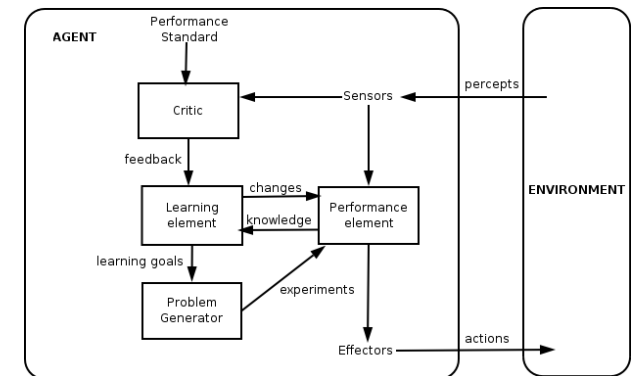 Performance
Standard
AGENT
percepts
Sensors
Critic
feedback
changes
Learning
element
knowledge
Performance
element
ENVIRONMENT
learning goals
experiments
Problem
Generator
actions
Effectors